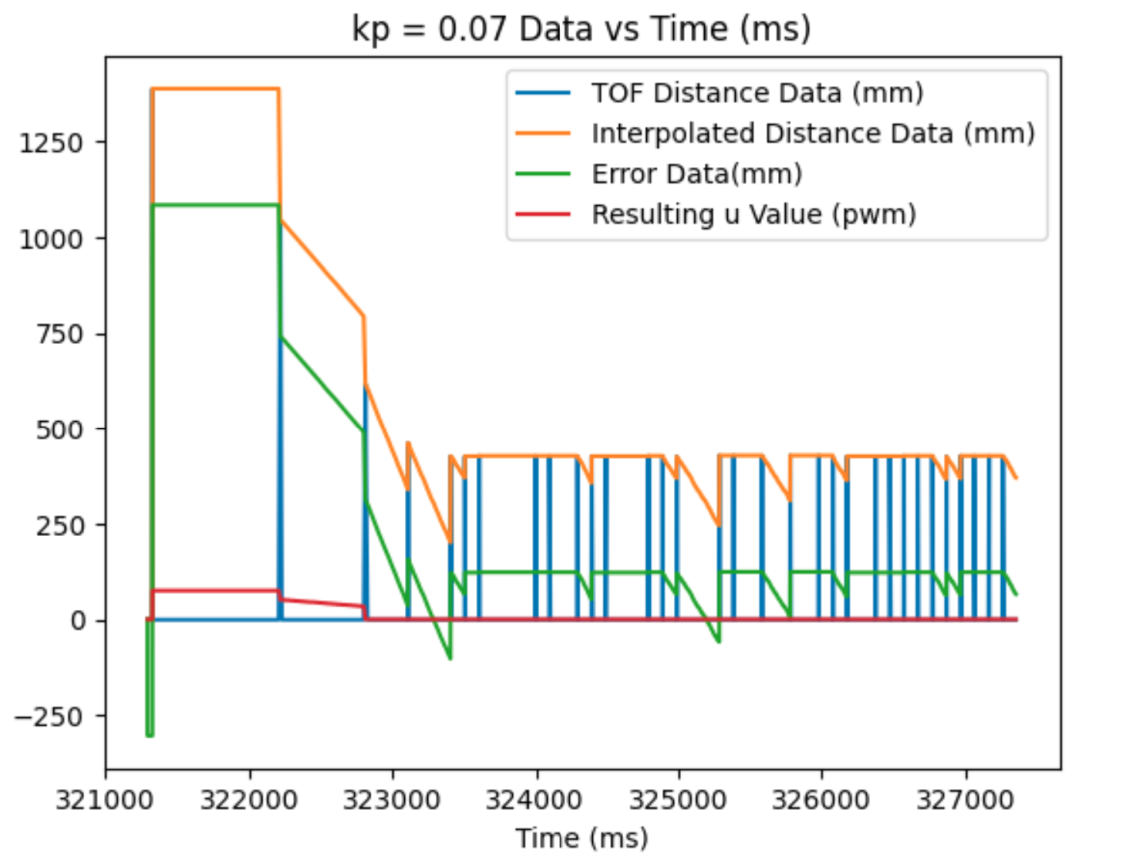 kp = 0.07 Data vs Time (ms)
TOF Distance Data (mm)
Interpolated Distance Data (mm)
Error Data(mm)
Resulting u Value (pwm)
1250
1000
750
500
250
0
−250
321000 322000 323000 324000 325000 326000 327000
Time (ms)